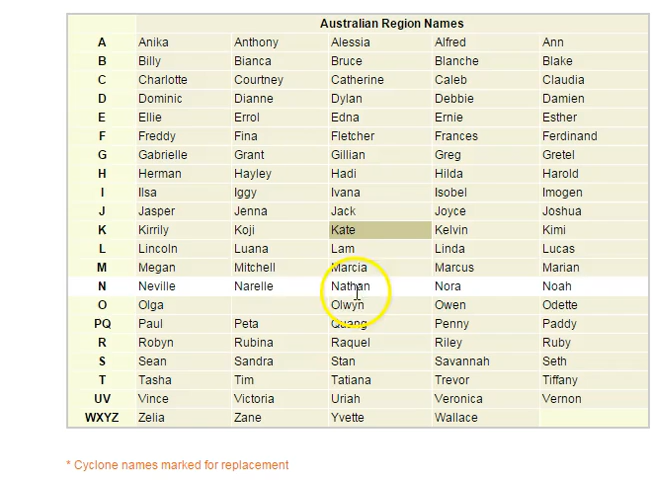 Australian Region Names
A Anika Anthony Alessia Alfred Ann
B Billy Bianca Bruce Blanche Blake
C Charlotte Courtney Catherine Caleb Claudia
D Dominic Dianne Dylan Debbie Damien
E Ellie Errol Edna Ernie Esther
F Freddy Fina Fletcher Frances Ferdinand
G Gabrielle Grant Gillian Greg Gretel
H Herman Hayley Hadi Hilda Harold
I Ilsa Iggy Ivana Isobel Imogen
J Jasper Jenna Jack Joyce Joshua
K Kirrily Koji Kate Kelvin Kimi
L Lincoln Luana Lam Linda Lucas
M Megan Mitchell Marcia Marcus Marian
N Neville Narelle Nathan Nora Noah
O Olga Olwyn Owen Odette
PQ Paul Peta Quang Penny Paddy
R Robyn Rubina Raquel Riley Ruby
S Sean Sandra Stan Savannah Seth
T Tasha Tim Tatiana Trevor Tiffany
UV Vince Victoria Uriah Veronica Vernon
WXYZ Zelia Zane Yvette Wallace
* Cyclone names marked for replacement